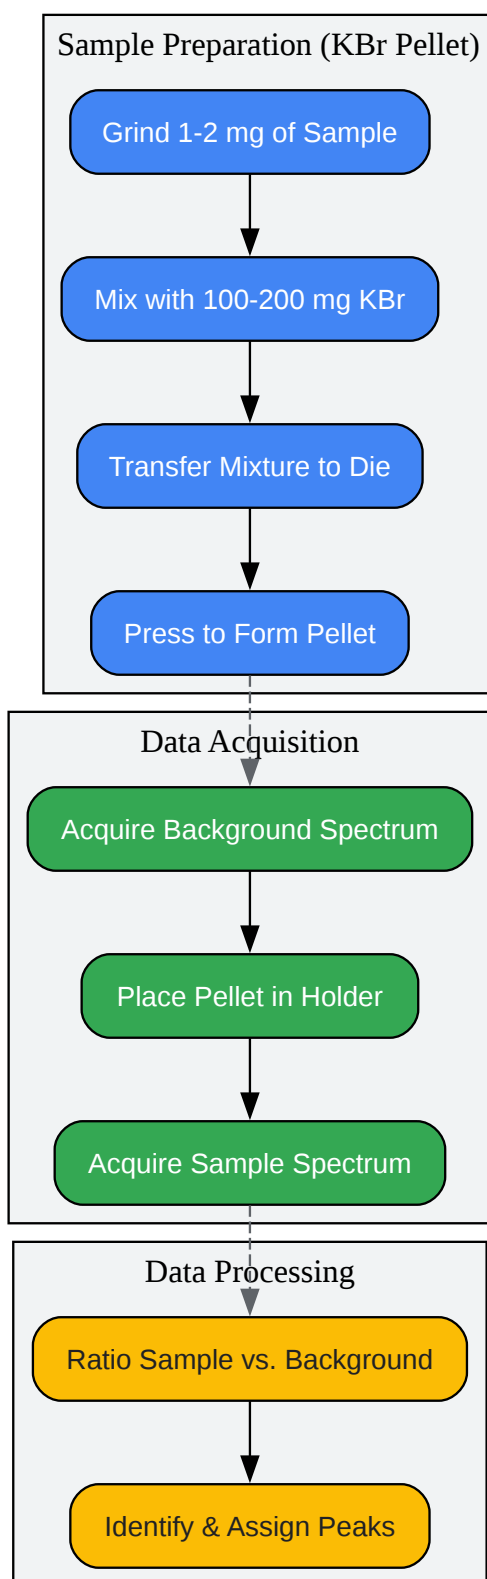 Sample Preparation (KBr Pellet)
Grind 1-2 mg of Sample
Mix with 100-200 mg KBr
Transfer Mixture to Die
Press to Form Pellet
Data Acquisition
Acquire Background Spectrum
Place Pellet in Holder
Acquire Sample Spectrum
Data Processing
Ratio Sample vs. Background
Identify & Assign Peaks